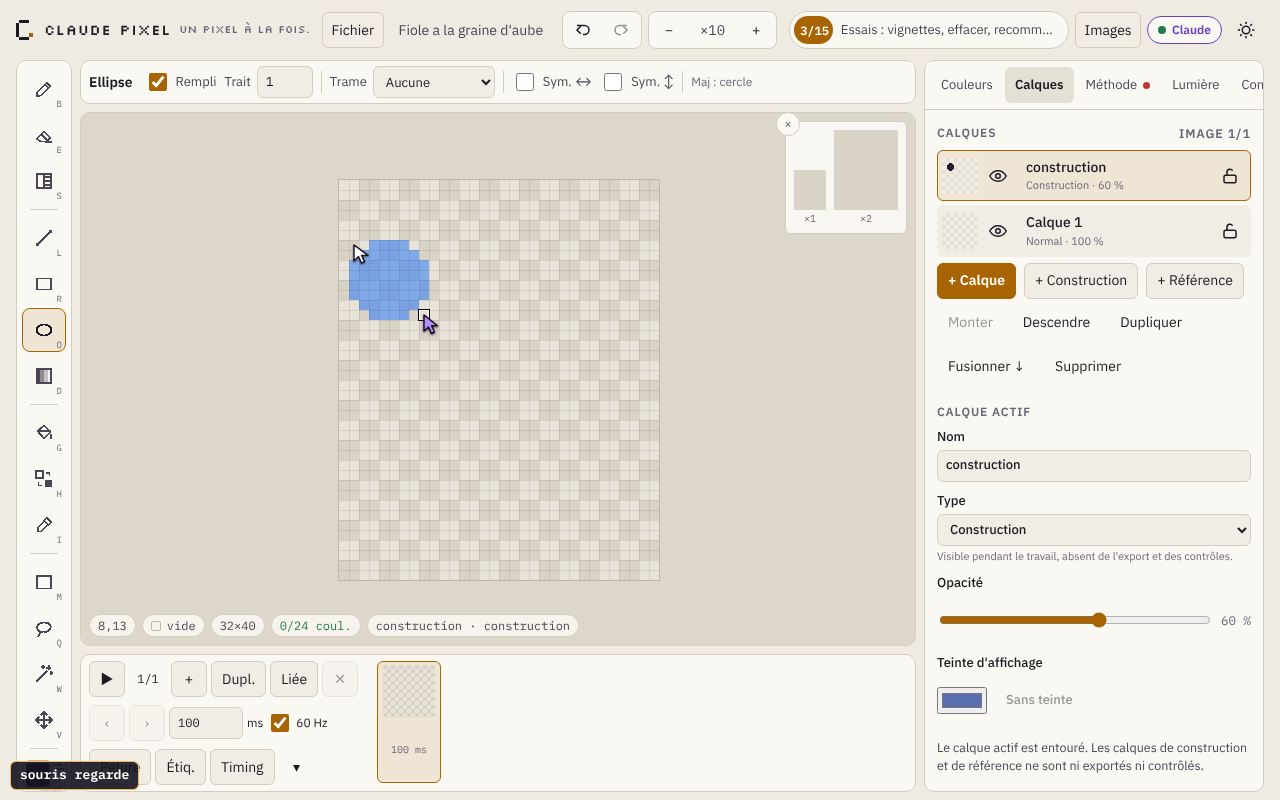 CLAUDE PIXEL UN PIXEL À LA FOIS. Fichier Fiole a la graine d'aube − ×10 + 3/15 Essais : vignettes, effacer, recomm... Images Claude
Ellipse Rempli Trait 1 Trame Aucune Sym. ↔ Sym. ↕ Maj : cercle
Couleurs Calques Méthode Lumière
B
E
S
L
R
O
D
G
H
I
M
Q
W
V
×
×1 ×2
8,13 vide 32×40 0/24 coul. construction · construction
1/1 + Dupl. Liée ×
‹ › 100 ms 60 Hz
Étiq. Timing ▼
100 ms
souris regarde
CALQUES IMAGE 1/1
construction
Construction · 60 %
Calque 1
Normal · 100 %
+ Calque + Construction + Référence
Monter Descendre Dupliquer
Fusionner ↓ Supprimer
CALQUE ACTIF
Nom
construction
Type
Construction
Visible pendant le travail, absent de l'export et des contrôles.
Opacité
60 %
Teinte d'affichage
Sans teinte
Le calque actif est entouré. Les calques de construction
et de référence ne sont ni exportés ni contrôlés.